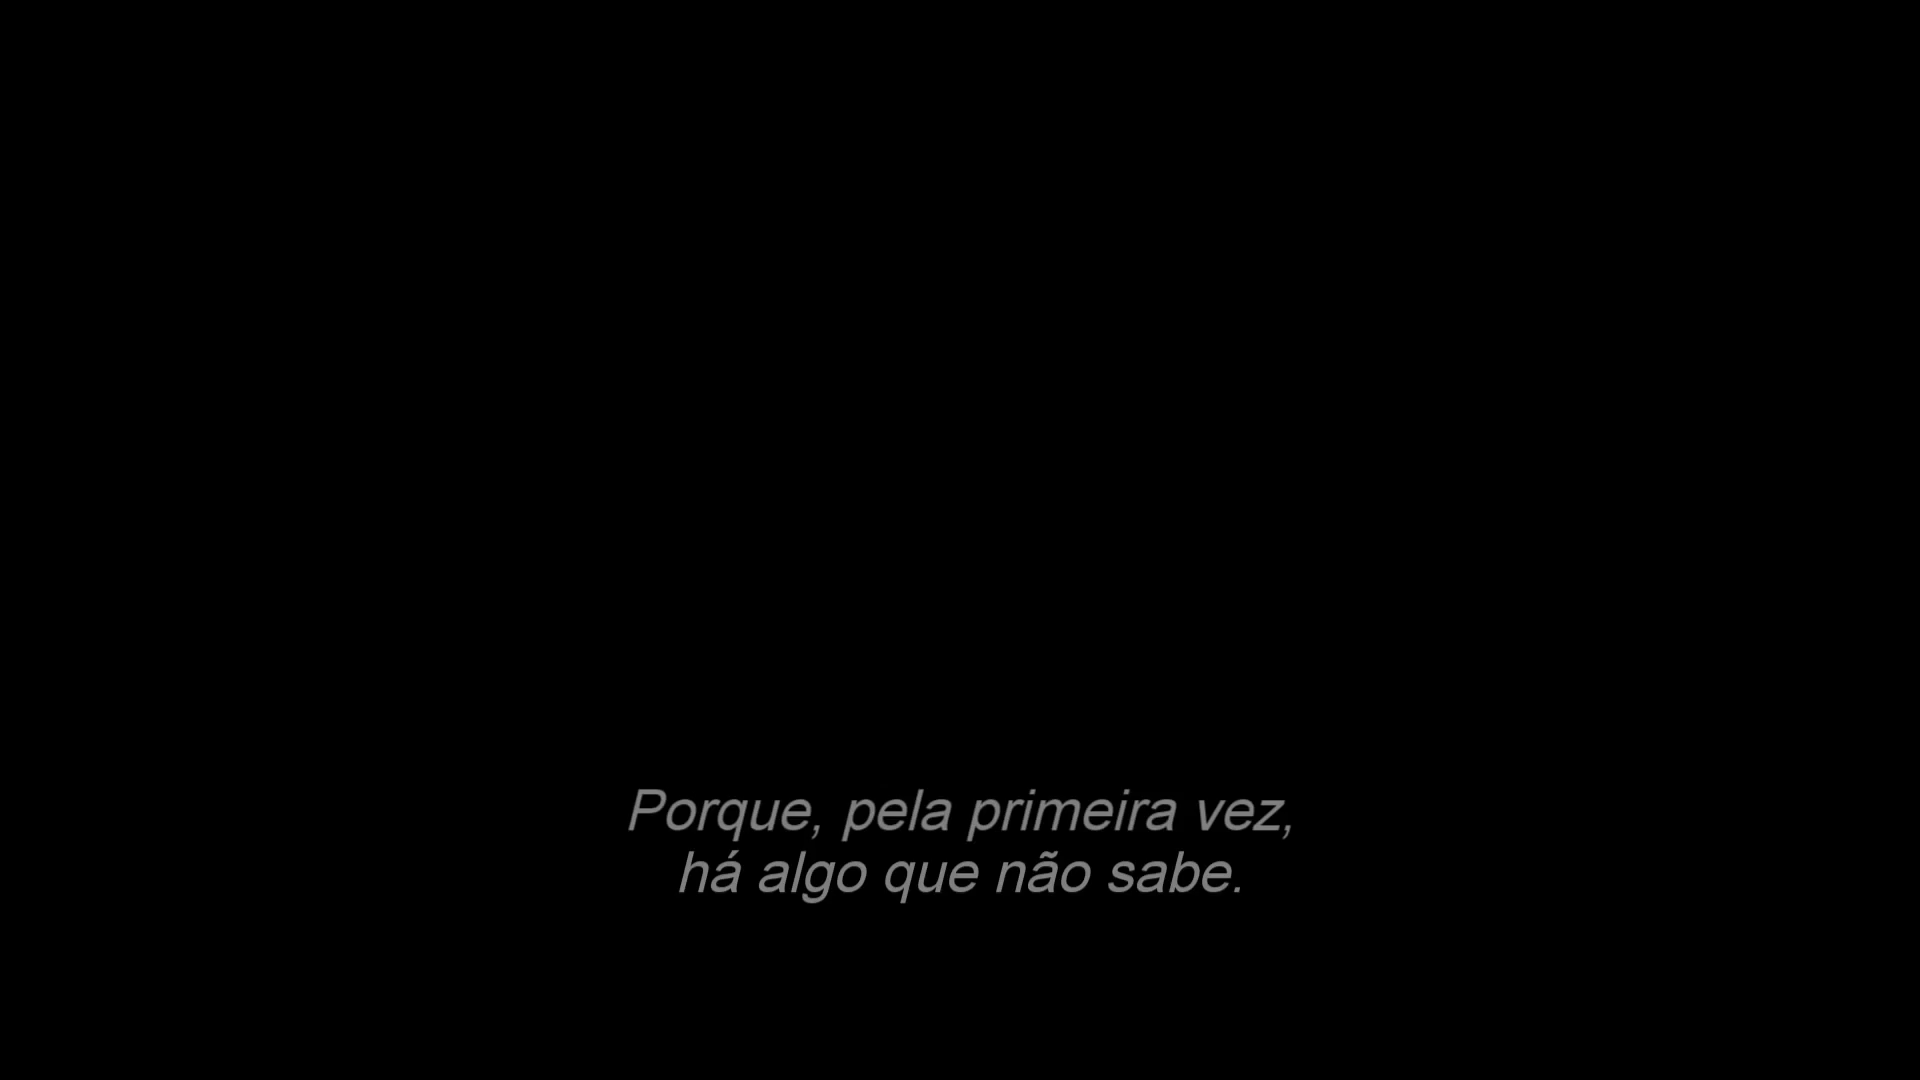 Porque, pela primeira vez,
há algo que não sabe.